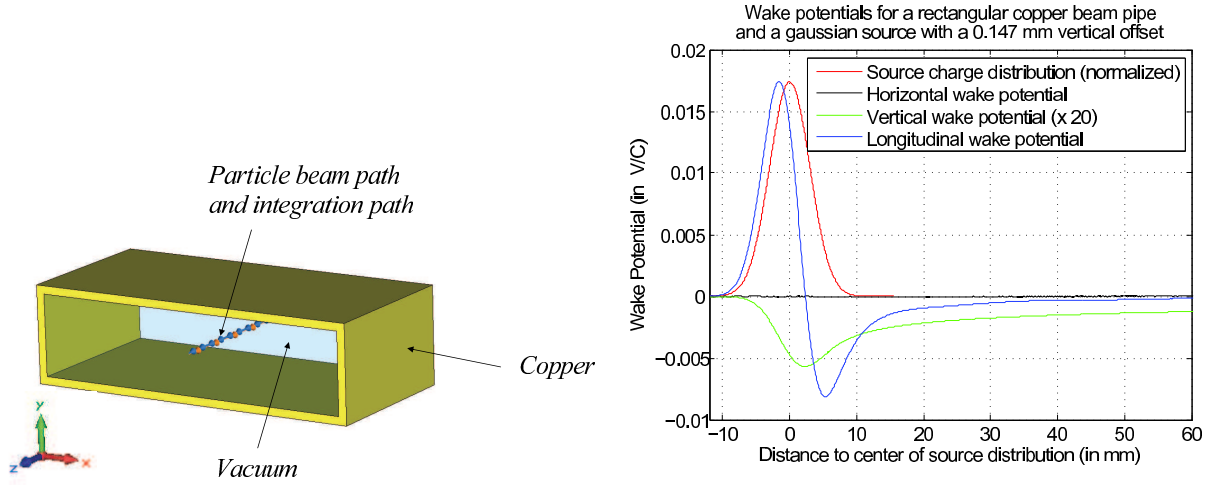 Particle beam path
and integration path
Copper
Vacuum
y
x
z
Wake potentials for a rectangular copper beam pipe
and a gaussian source with a 0.147 mm vertical offset
Wake Potential (in V/C)
0.02
0.015
0.01
0.005
0
−0.005
−0.01
Source charge distribution (normalized)
Horizontal wake potential
Vertical wake potential (x 20)
Longitudinal wake potential
−10 0 10 20 30 40 50 60
Distance to center of source distribution (in mm)